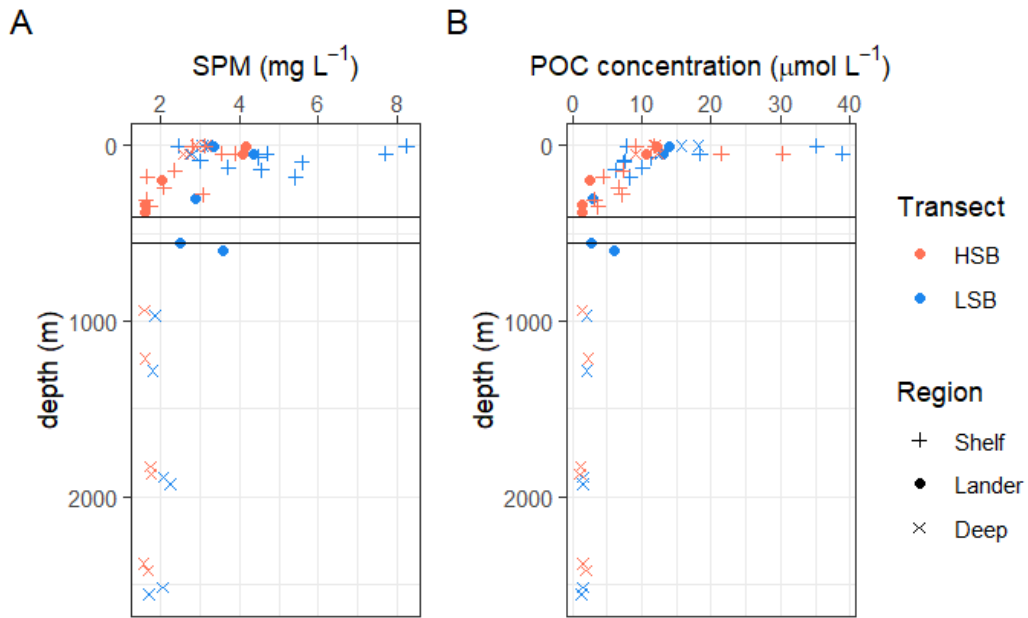 A
B
SPM (mg L⁻¹)
POC concentration (μmol L⁻¹)
2 4 6 8
0 10 20 30 40
0
1000
2000
depth (m)
0
1000
2000
depth (m)
Transect
HSB
LSB
Region
Shelf
Lander
Deep